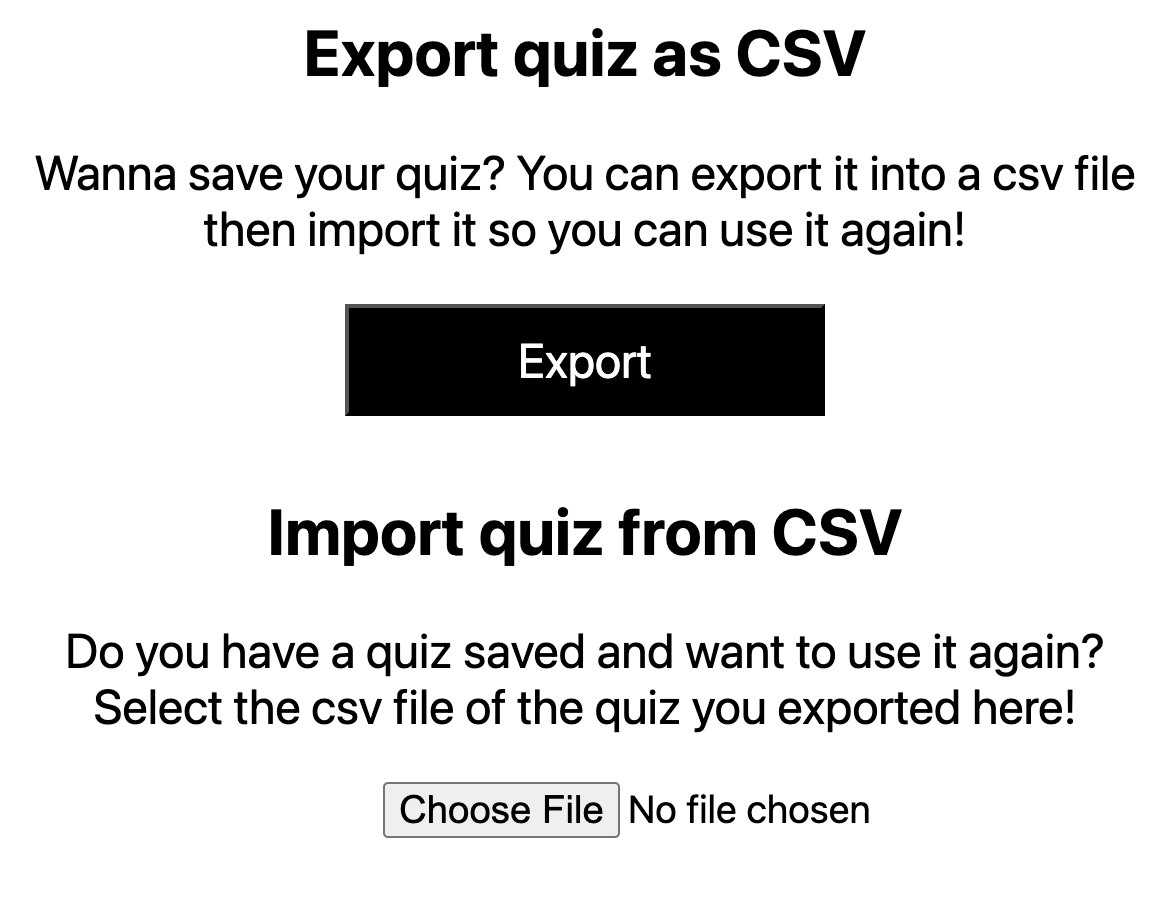 Export quiz as CSV
Wanna save your quiz? You can export it into a csv file
then import it so you can use it again!
Export
Import quiz from CSV
Do you have a quiz saved and want to use it again?
Select the csv file of the quiz you exported here!
Choose File No file chosen